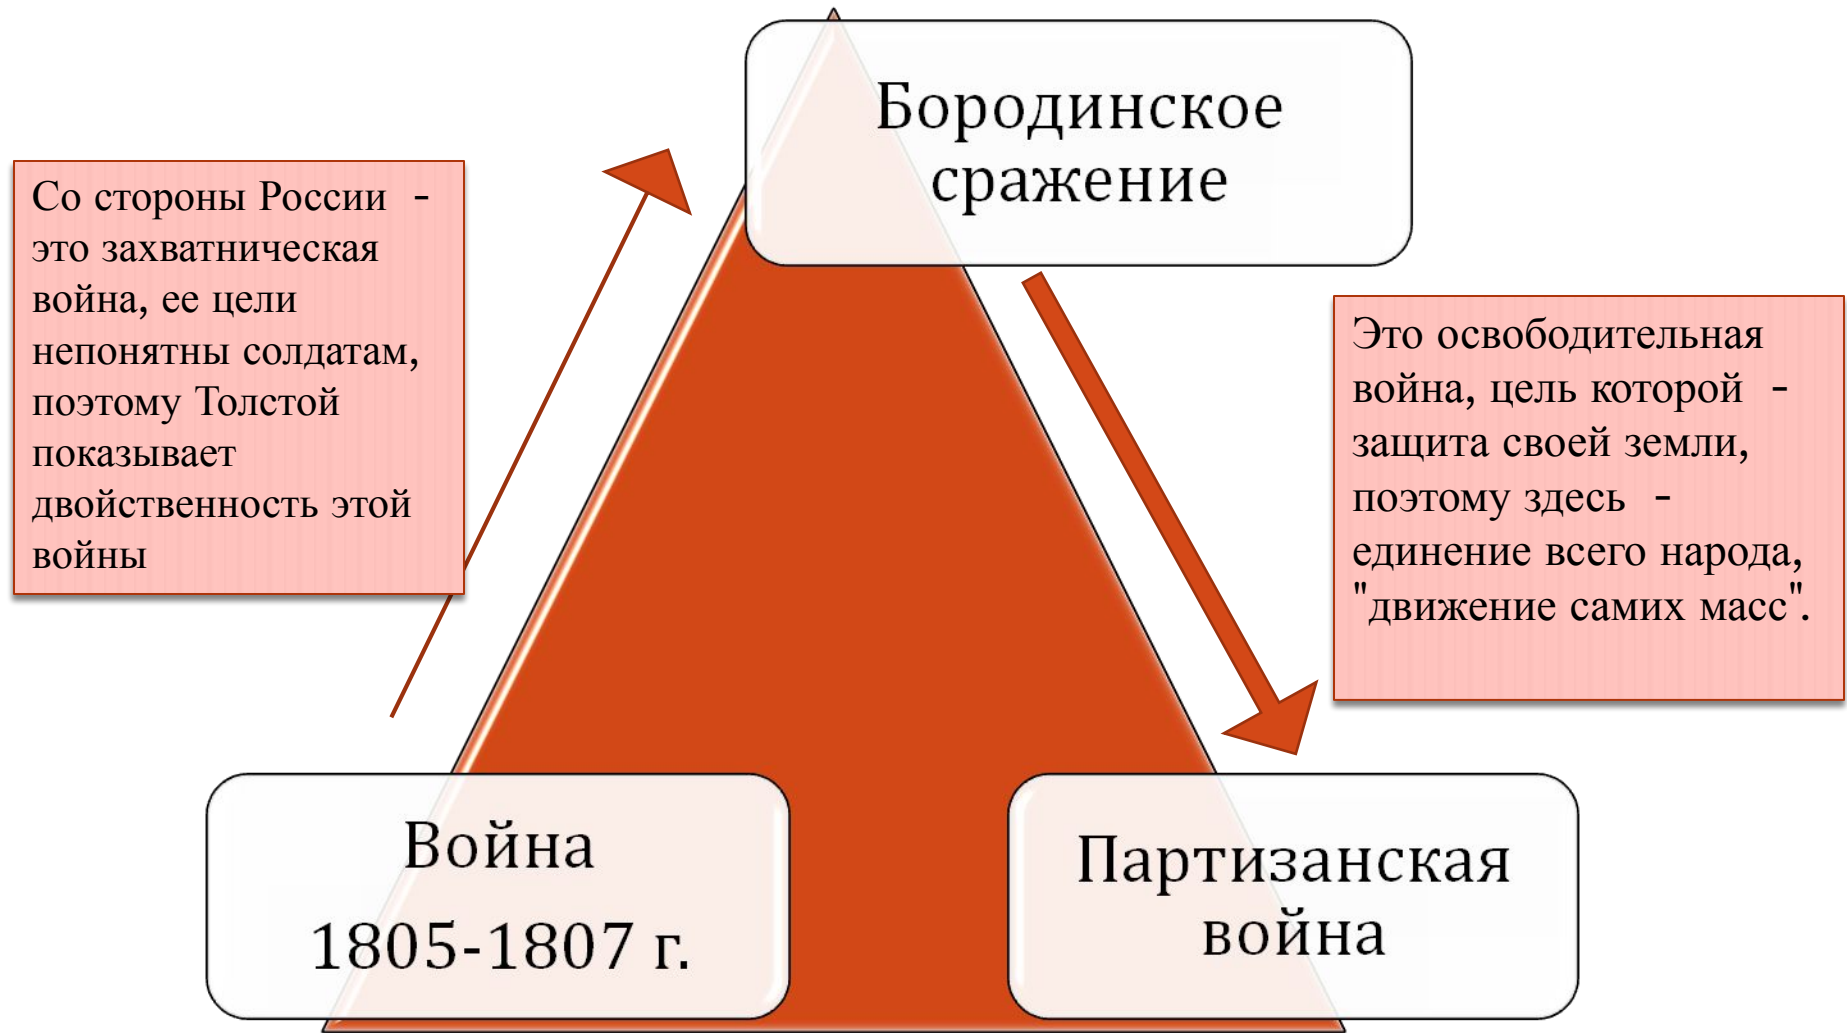 Бородинское
сражение
Со стороны России -
это захватническая
война, ее цели
непонятны солдатам,
поэтому Толстой
показывает
двойственность этой
войны
Это освободительная
война, цель которой -
защита своей земли,
поэтому здесь -
единение всего народа,
"движение самих масс".
Война
1805-1807 г.
Партизанская
война